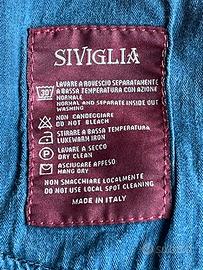 SIVIGLIA
LAVARE A ROVESCIO SEPARATAMENTE
A BASSA TEMPERATURA CON AZIONE
30°
NORMALE
NORMAL AND SEPARATE INSIDE OUT
WASHING
NON CANDEGGIARE
DO NOT BLEACH
STIRARE A BASSA TEMPERATURA
LUKEWARM IRON
LAVARE A SECCO
DRY CLEAN
ASCIUGARE APPESO
HANG DRY
NON SMACCHIARE LOCALMENTE
DO NOT USE LOCAL SPOT CLEANING
MADE IN ITALY